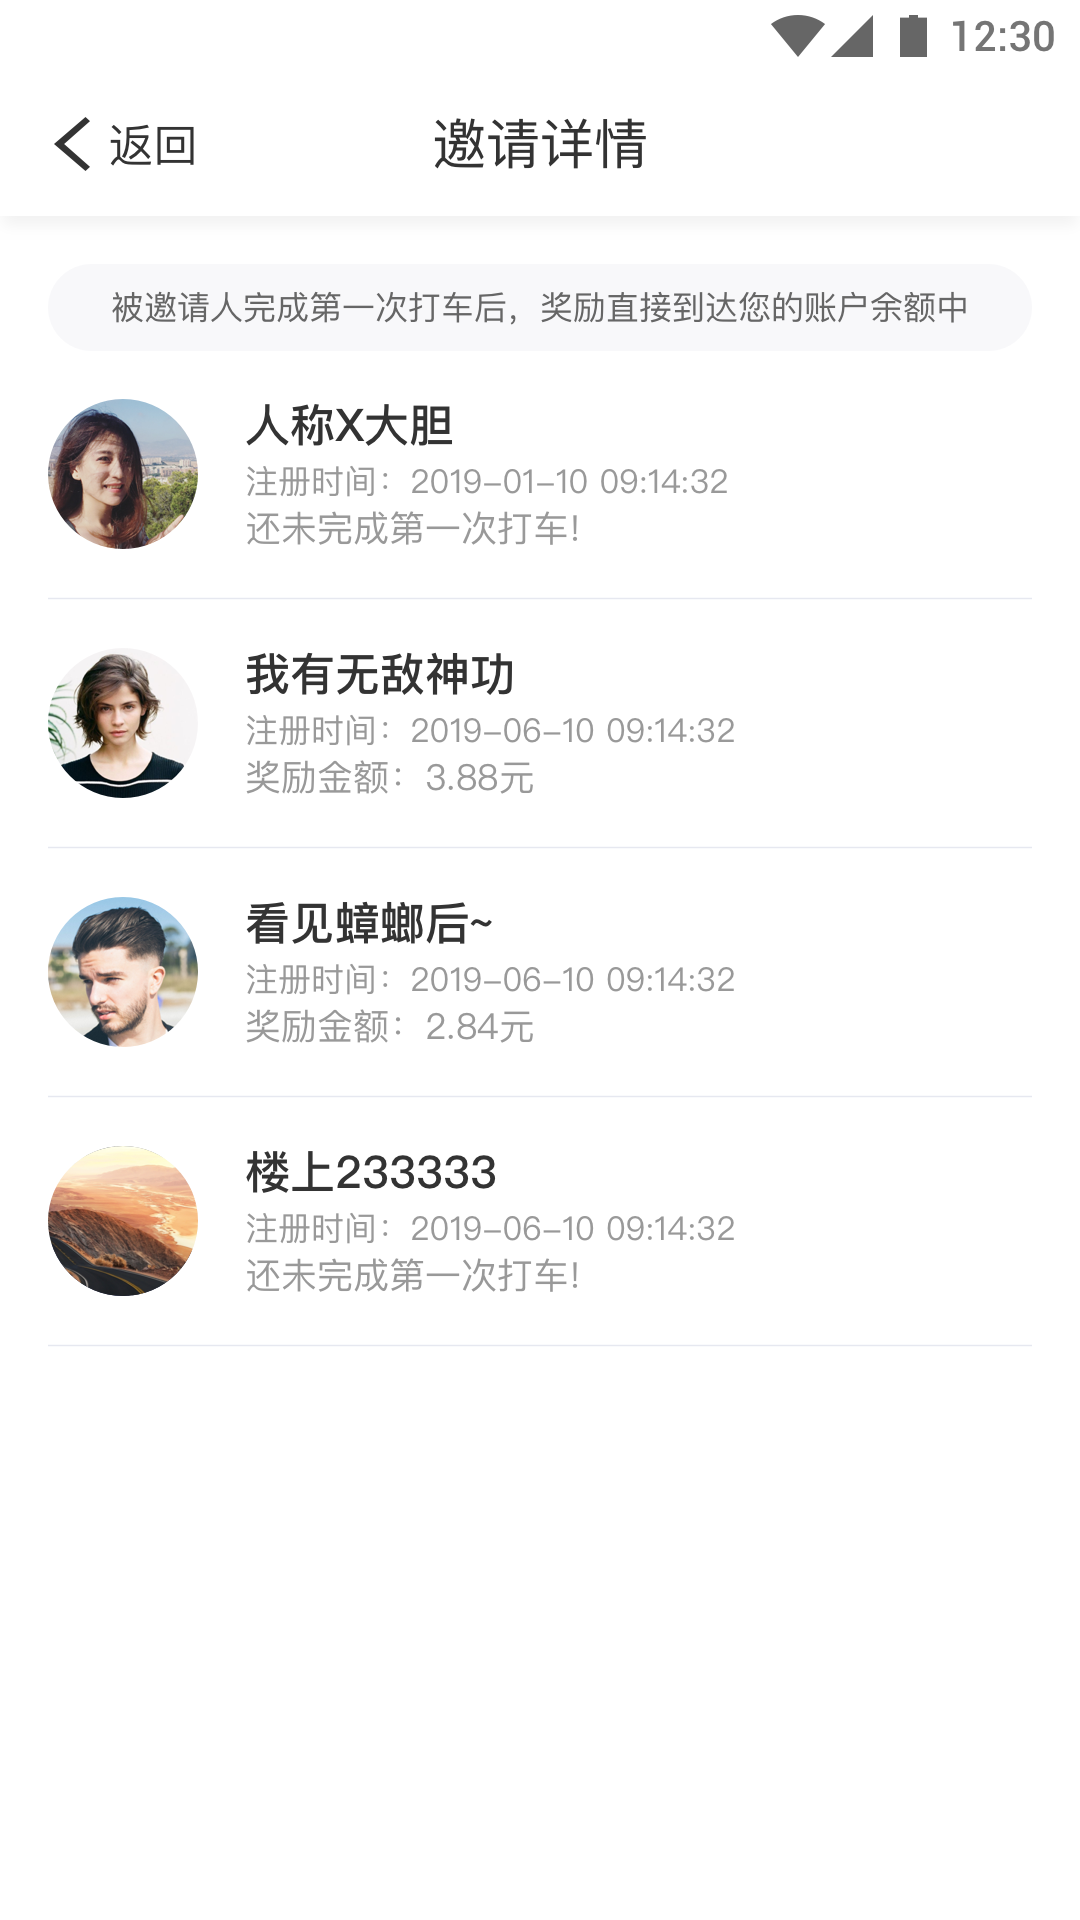 12:30
返回
邀请详情
被邀请人完成第一次打车后，奖励直接到达您的账户余额中
人称X大胆
注册时间：2019-01-10 09:14:32
还未完成第一次打车！
我有无敌神功
注册时间：2019-06-10 09:14:32
奖励金额：3.88元
看见蟑螂后~
注册时间：2019-06-10 09:14:32
奖励金额：2.84元
楼上233333
注册时间：2019-06-10 09:14:32
还未完成第一次打车！